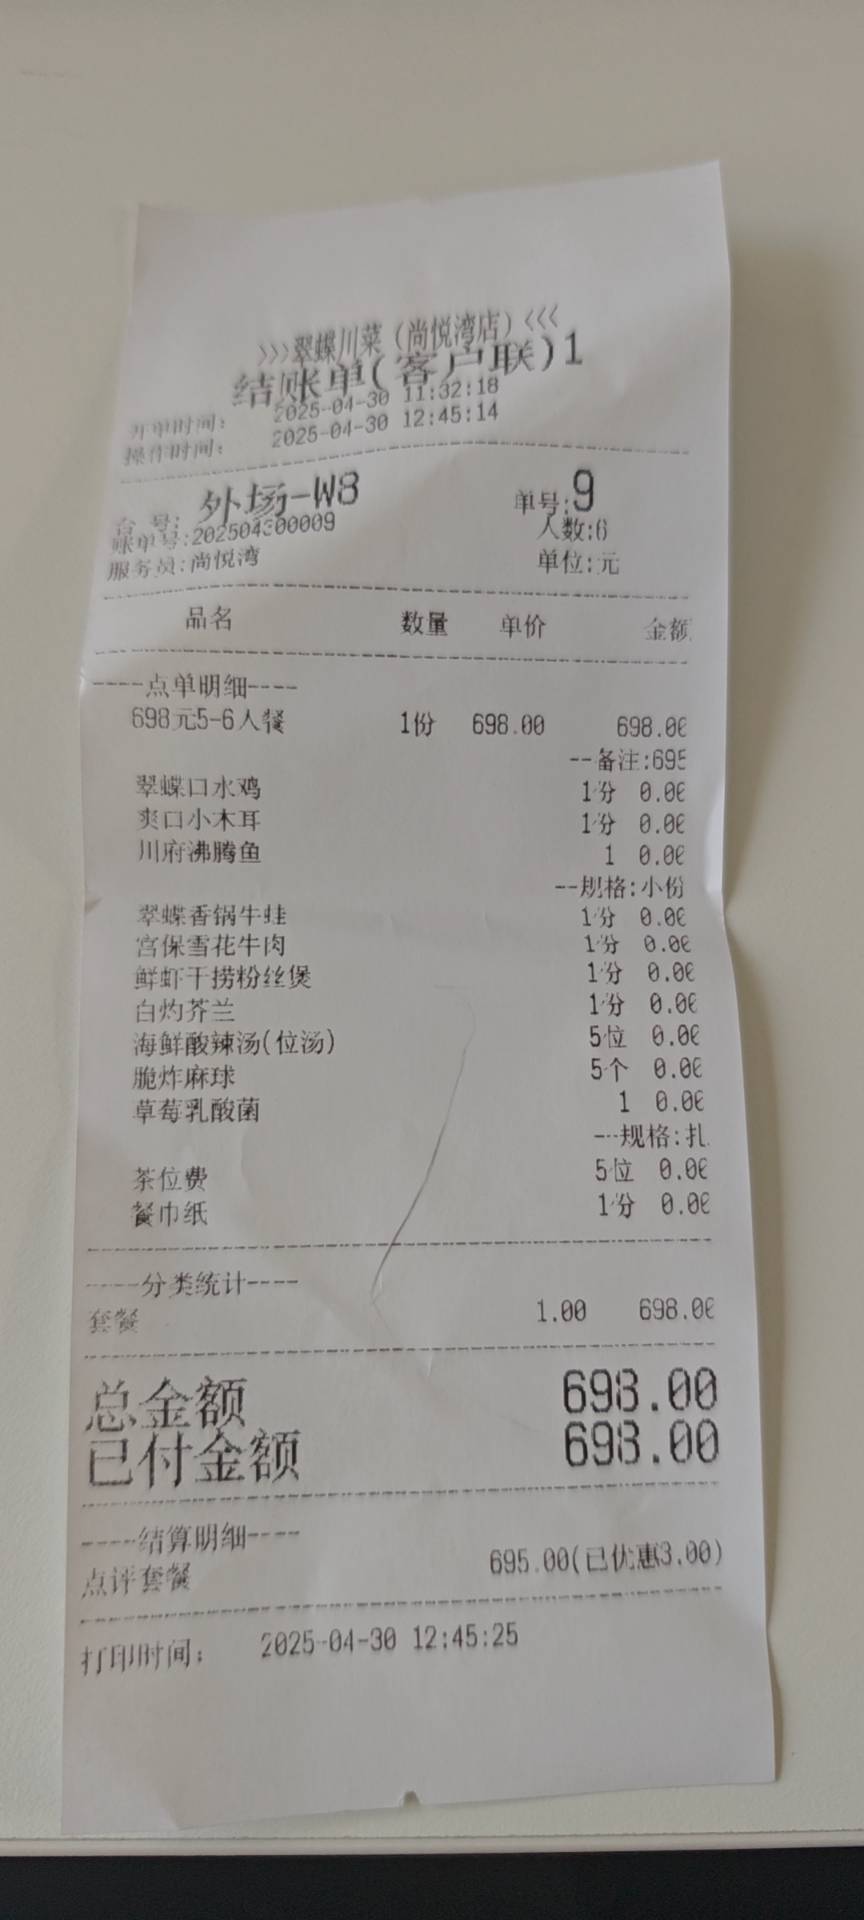 >>>翠蝶川菜（尚悦湾店）<<<
结账单(客户联)1
开单时间： 2025-04-30 11:32:18
操作时间： 2025-04-30 12:45:14
台 号: 外场-W8 单号:9
账单号:202504300009 人数:6
服务员:尚悦湾 单位:元
品名 数量 单价 金额
----点单明细----
698元5-6人餐 1份 698.00 698.00
--备注:695
翠蝶口水鸡 1份 0.00
爽口小木耳 1份 0.00
川府沸腾鱼 1 0.00
--规格:小份
翠蝶香锅牛蛙 1份 0.00
宫保雪花牛肉 1份 0.00
鲜虾干捞粉丝煲 1份 0.00
白灼芥兰 1份 0.00
海鲜酸辣汤(位汤) 5位 0.00
脆炸麻球 5个 0.00
草莓乳酸菌 1 0.00
--规格:扎
茶位费 5位 0.00
餐巾纸 1份 0.00
----分类统计----
套餐 1.00 698.00
总金额 698.00
已付金额 698.00
----结算明细----
点评套餐 695.00(已优惠3.00)
打印时间： 2025-04-30 12:45:25